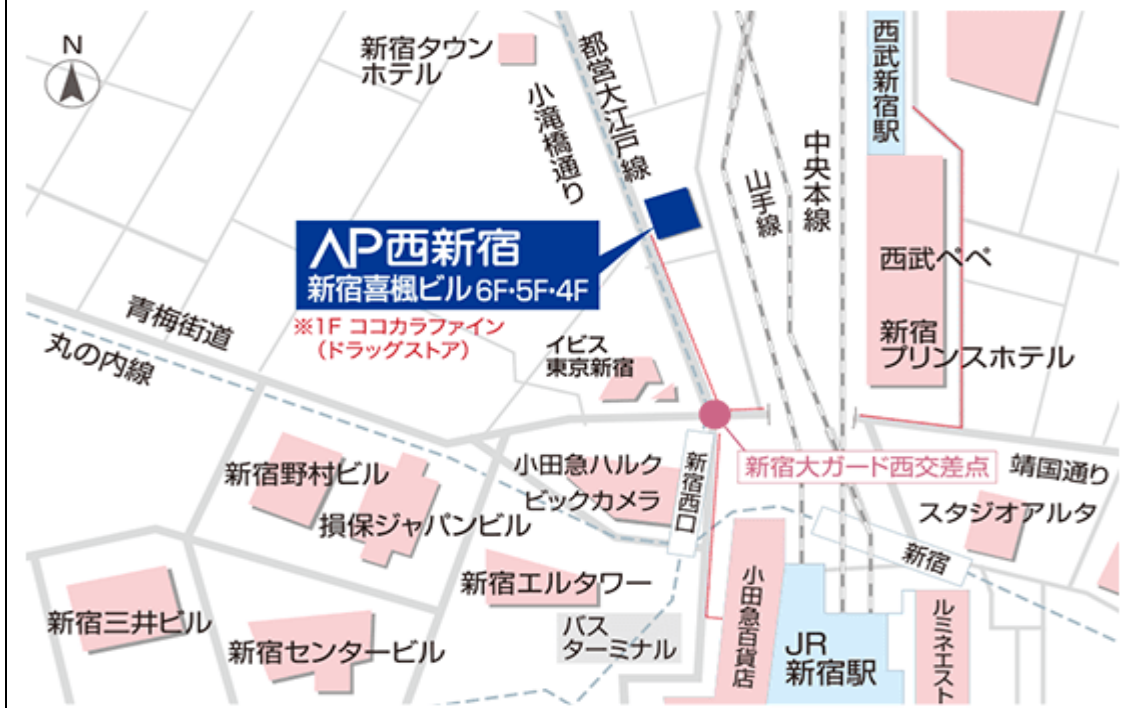 N
新宿タウン
ホテル
都営大江戸線
小滝橋通り
西武新宿駅
中央本線
山手線
AP西新宿
新宿喜楓ビル 6F・5F・4F
※1F ココカラファイン
(ドラッグストア)
西武ペペ
新宿
プリンスホテル
青梅街道
丸の内線
イビス
東京新宿
新宿大ガード西交差点
靖国通り
新宿野村ビル
損保ジャパンビル
小田急ハルク
ビックカメラ
新宿西口
スタジオアルタ
新宿
新宿三井ビル
新宿センタービル
新宿エルタワー
バス
ターミナル
小田急百貨店
JR
新宿駅
ルミネエスト